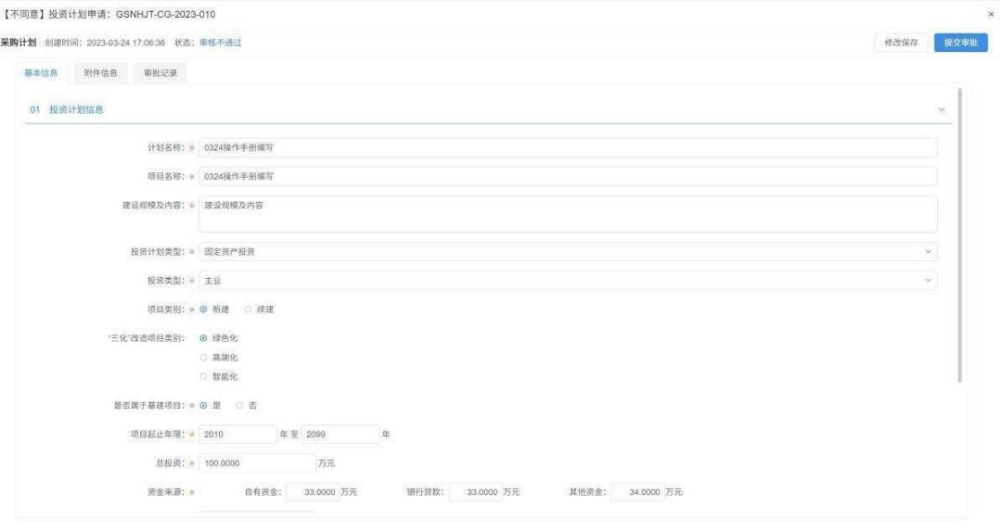 【不同意】投资计划申请：GSNHJT-CG-2023-010 ×
采购计划 创建时间：2023-03-24 17:06:36 状态：审核不通过 修改保存 提交审批
基本信息 附件信息 审批记录
01 投资计划信息
计划名称：* 0324操作手册编写
项目名称：* 0324操作手册编写
建设规模及内容：* 建设规模及内容
投资计划类型：* 固定资产投资
投资类型：* 主业
项目类别：* 新建 续建
"三化"改造项目类别： 绿色化
高端化
智能化
是否属于基建项目：* 是 否
项目起止年限：* 2010 年 至 2099 年
总投资：* 100.0000 万元
资金来源：* 自有资金： 33.0000 万元 银行贷款： 33.0000 万元 其他资金： 34.0000 万元